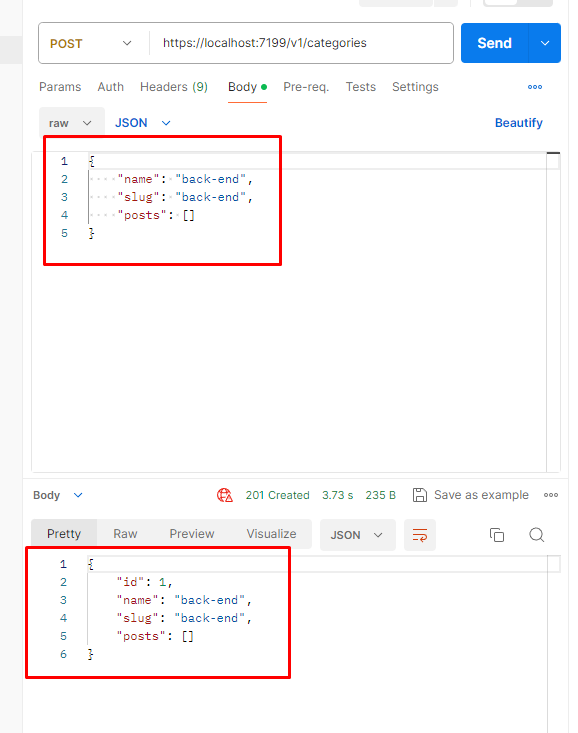 POST https://localhost:7199/v1/categories Send
Params Auth Headers (9) Body Pre-req. Tests Settings
raw JSON Beautify
1 {
2 "name": "back-end",
3 "slug": "back-end",
4 "posts": []
5 }
Body 201 Created 3.73 s 235 B Save as example
Pretty Raw Preview Visualize JSON
1 {
2 "id": 1,
3 "name": "back-end",
4 "slug": "back-end",
5 "posts": []
6 }